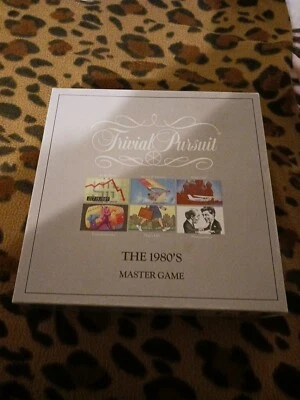 Trivial Pursuit
THE 1980'S
MASTER GAME